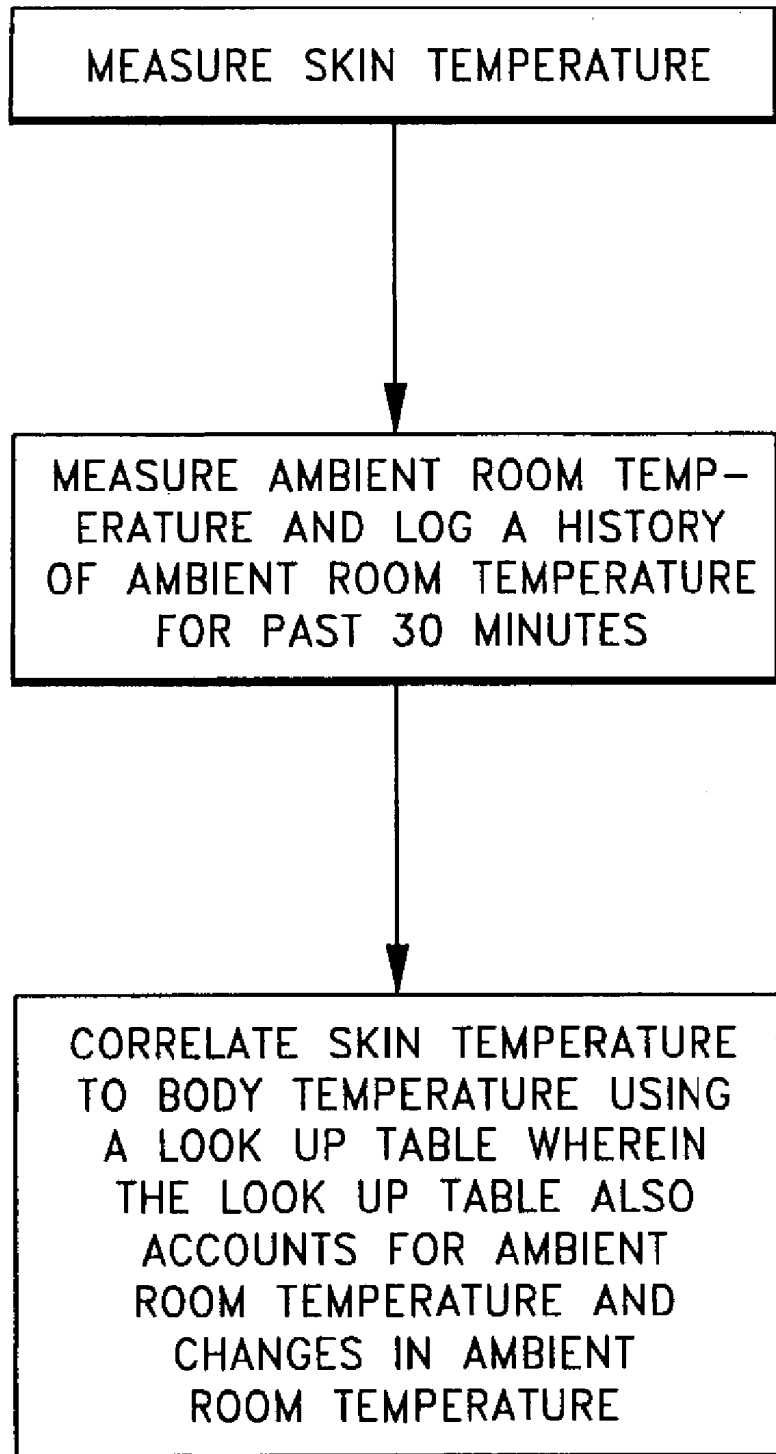 MEASURE SKIN TEMPERATURE
MEASURE AMBIENT ROOM TEMP-
ERATURE AND LOG A HISTORY
OF AMBIENT ROOM TEMPERATURE
FOR PAST 30 MINUTES
CORRELATE SKIN TEMPERATURE
TO BODY TEMPERATURE USING
A LOOK UP TABLE WHEREIN
THE LOOK UP TABLE ALSO
ACCOUNTS FOR AMBIENT
ROOM TEMPERATURE AND
CHANGES IN AMBIENT
ROOM TEMPERATURE